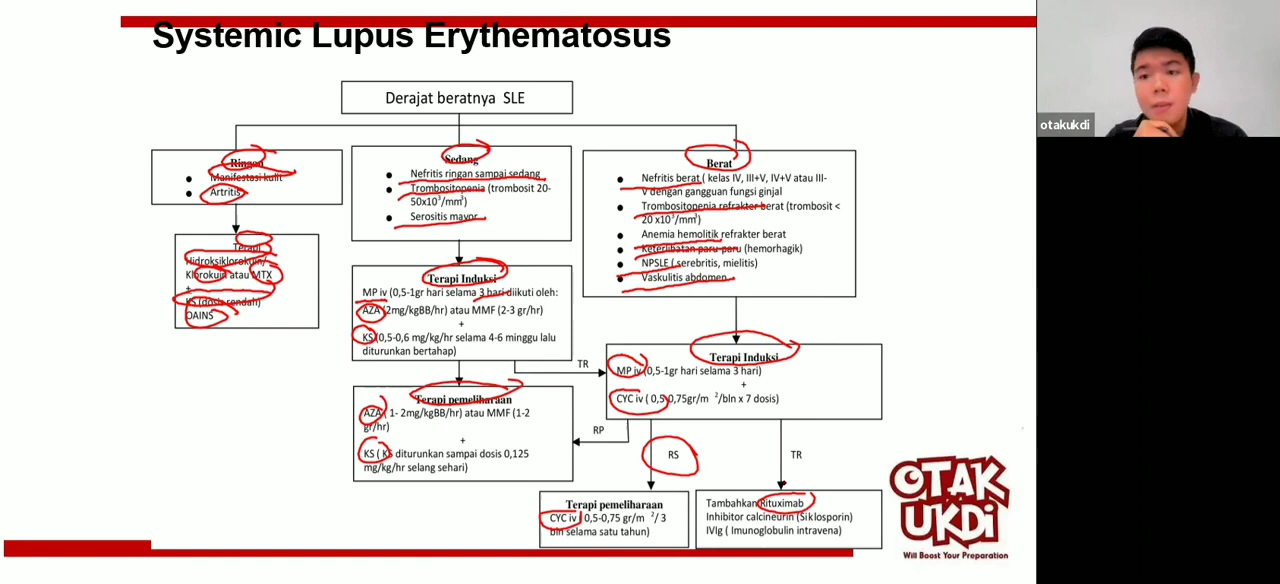 Systemic Lupus Erythematosus
otakukdi
Derajat beratnya SLE
Ringan
Manifestasi kulit
Artritis
Terapi
Hidroksiklorokuin/
Klorokuin atau MTX
+
KS (dosis rendah)
OAINS
Sedang
Nefritis ringan sampai sedang
Trombositopenia (trombosit 20-
50x10³/mm³)
Serositis mayor
Terapi Induksi
MP iv (0,5-1gr hari selama 3 hari diikuti oleh:
AZA (2mg/kgBB/hr) atau MMF (2-3 gr/hr)
+
KS (0,5-0,6 mg/kg/hr selama 4-6 minggu lalu
diturunkan bertahap)
TR
Terapi pemeliharaan
AZA ( 1- 2mg/kgBB/hr) atau MMF (1-2
gr/hr)
+
KS ( KS diturunkan sampai dosis 0,125
mg/kg/hr selang sehari)
Berat
Nefritis berat ( kelas IV, III+V, IV+V atau III-
V dengan gangguan fungsi ginjal
Trombositopenia refrakter berat (trombosit <
20 x10³/mm³)
Anemia hemolitik refrakter berat
Keterlibatan paru-paru (hemorhagik)
NPSLE ( serebritis, mielitis)
Vaskulitis abdomen
Terapi Induksi
MP iv (0,5-1gr hari selama 3 hari)
+
CYC iv ( 0,5-0,75gr/m ²/bln x 7 dosis)
RP
RS
TR
Terapi pemeliharaan
CYC iv ( 0,5-0,75 gr/m ²/ 3
bln selama satu tahun)
Tambahkan Rituximab
Inhibitor calcineurin (Siklosporin)
IVIg ( Imunoglobulin intravena)
OTAK
UKDI
Will Boost Your Preparation